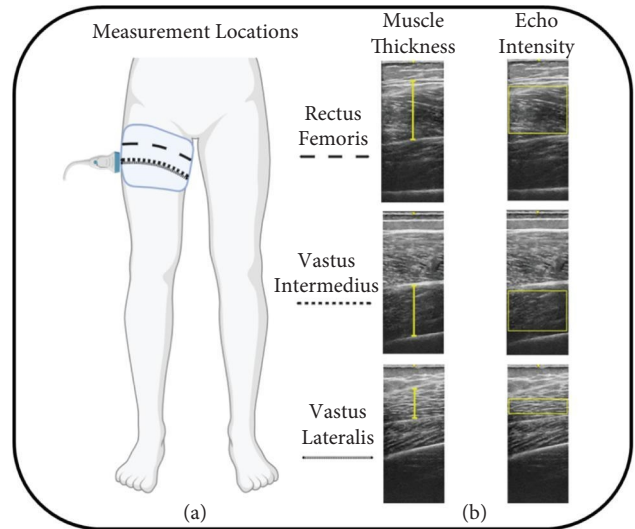 Measurement Locations
Muscle
Thickness
Echo
Intensity
Rectus
Femoris
Vastus
Intermedius
Vastus
Lateralis
(a)
(b)